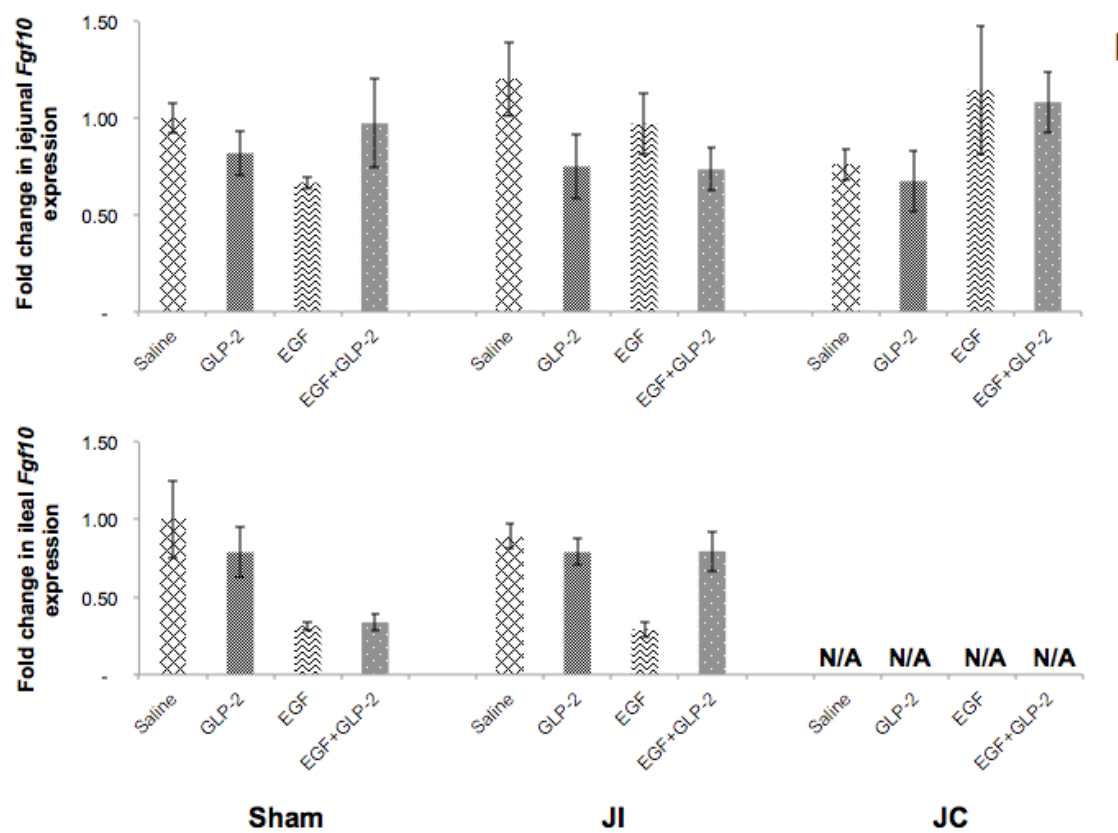 Fold change in jejunal Fgf10
expression
1.50
1.00
0.50
-
Saline
GLP-2
EGF
EGF+GLP-2
Saline
GLP-2
EGF
EGF+GLP-2
Saline
GLP-2
EGF
EGF+GLP-2
Fold change in ileal Fgf10
expression
1.50
1.00
0.50
-
N/A N/A N/A N/A
Saline
GLP-2
EGF
EGF+GLP-2
Saline
GLP-2
EGF
EGF+GLP-2
Saline
GLP-2
EGF
EGF+GLP-2
Sham JI JC